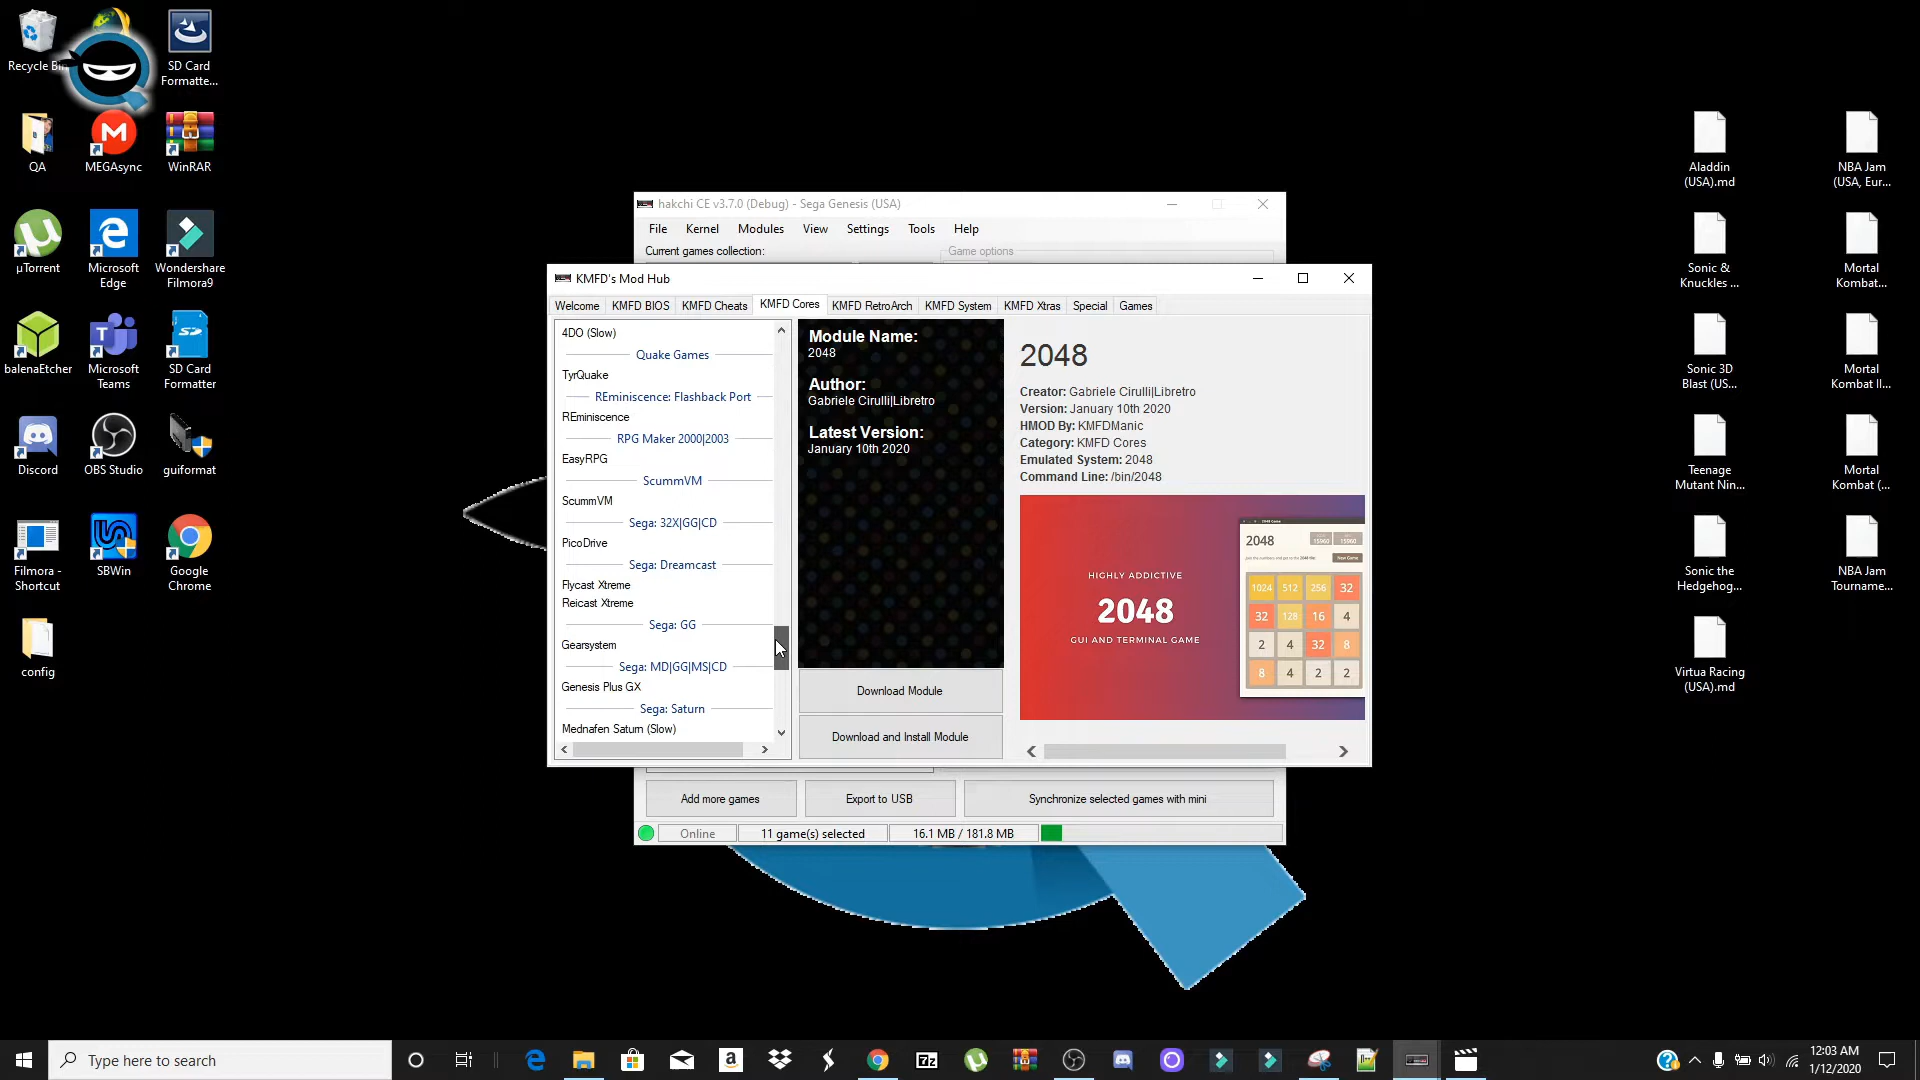 Recycle Bin
SD Card
Formatte...
QA
MEGAsync
WinRAR
µTorrent
Microsoft
Edge
Wondershare
Filmora9
balenaEtcher
Microsoft
Teams
SD Card
Formatter
Discord
OBS Studio
guiformat
Filmora -
Shortcut
SBWin
Google
Chrome
config
hakchi CE v3.7.0 (Debug) - Sega Genesis (USA)
File Kernel Modules View Settings Tools Help
Current games collection:
Game options
KMFD's Mod Hub
Welcome KMFD BIOS KMFD Cheats KMFD Cores KMFD RetroArch KMFD System KMFD Xtras Special Games
4DO (Slow)
Quake Games
TyrQuake
REminiscence: Flashback Port
REminiscence
RPG Maker 2000|2003
EasyRPG
ScummVM
ScummVM
Sega: 32X|GG|CD
PicoDrive
Sega: Dreamcast
Flycast Xtreme
Reicast Xtreme
Sega: GG
Gearsystem
Sega: MD|GG|MS|CD
Genesis Plus GX
Sega: Saturn
Mednafen Saturn (Slow)
Module Name:
2048
Author:
Gabriele Cirulli|Libretro
Latest Version:
January 10th 2020
Download Module
Download and Install Module
2048
Creator: Gabriele Cirulli|Libretro
Version: January 10th 2020
HMOD By: KMFDManic
Category: KMFD Cores
Emulated System: 2048
Command Line: /bin/2048
HIGHLY ADDICTIVE
2048
GUI AND TERMINAL GAME
2048
1024 512 256 32
32 128 16 4
2 4 32 8
8 4 2 2
Add more games
Export to USB
Synchronize selected games with mini
Online
11 game(s) selected
16.1 MB / 181.8 MB
Aladdin
(USA).md
NBA Jam
(USA, Eur...
Sonic &
Knuckles ...
Mortal
Kombat...
Sonic 3D
Blast (US...
Mortal
Kombat II...
Teenage
Mutant Nin...
Mortal
Kombat (...
Sonic the
Hedgehog...
NBA Jam
Tourname...
Virtua Racing
(USA).md
Type here to search
12:03 AM
1/12/2020